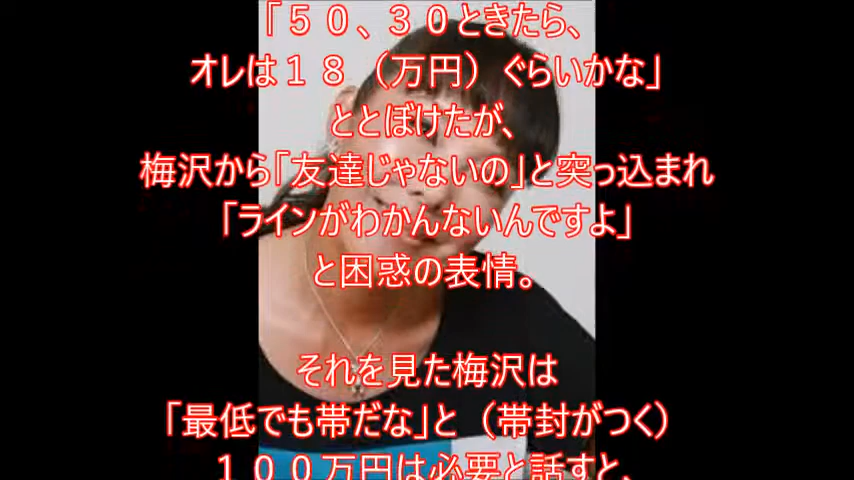 「５０、３０ときたら、
オレは１８（万円）ぐらいかな」
ととぼけたが、
梅沢から「友達じゃないの」と突っ込まれ
「ラインがわかんないんですよ」
と困惑の表情。
それを見た梅沢は
「最低でも帯だな」と（帯封がつく）
１００万円は必要と話すと、